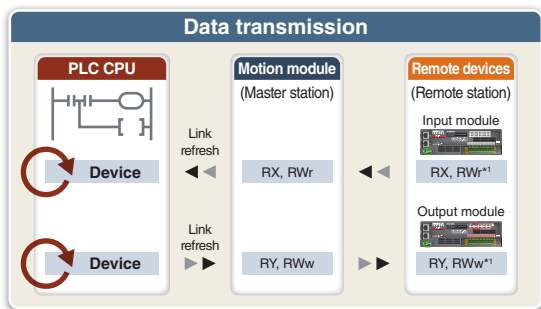 Data transmission
PLC CPU
Motion module
(Master station)
Remote devices
(Remote station)
Input module
Link
refresh
Device
RX, RWr
RX, RWr*1
Output module
Link
refresh
Device
RY, RWw
RY, RWw*1